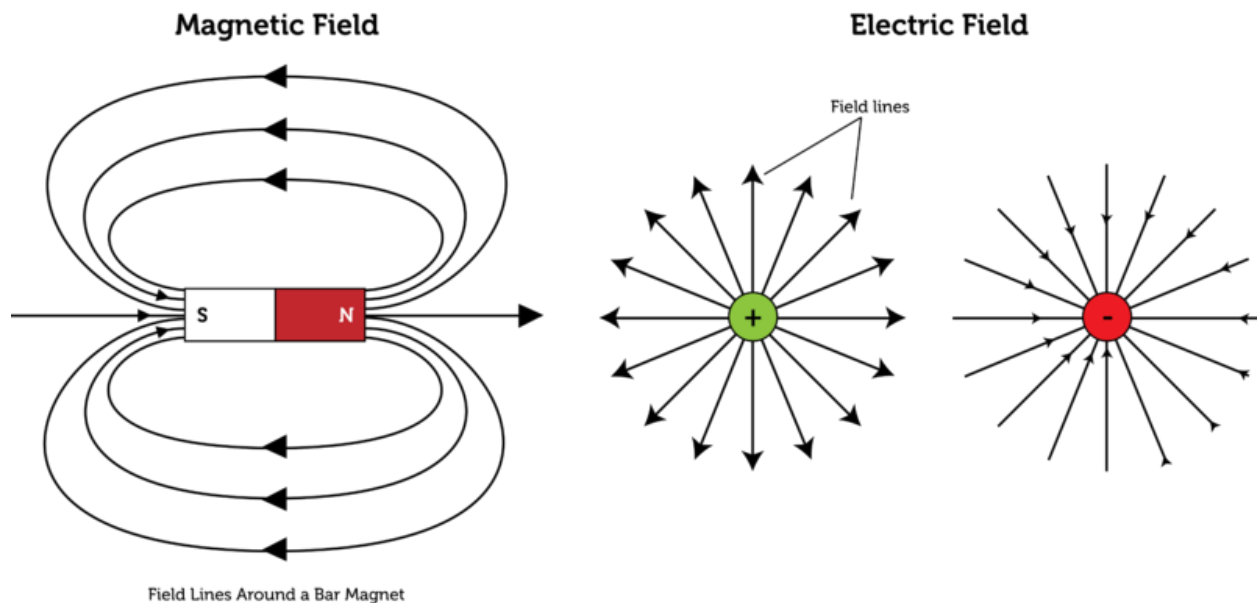 Magnetic Field
Electric Field
Field lines
S
N
+
-
Field Lines Around a Bar Magnet